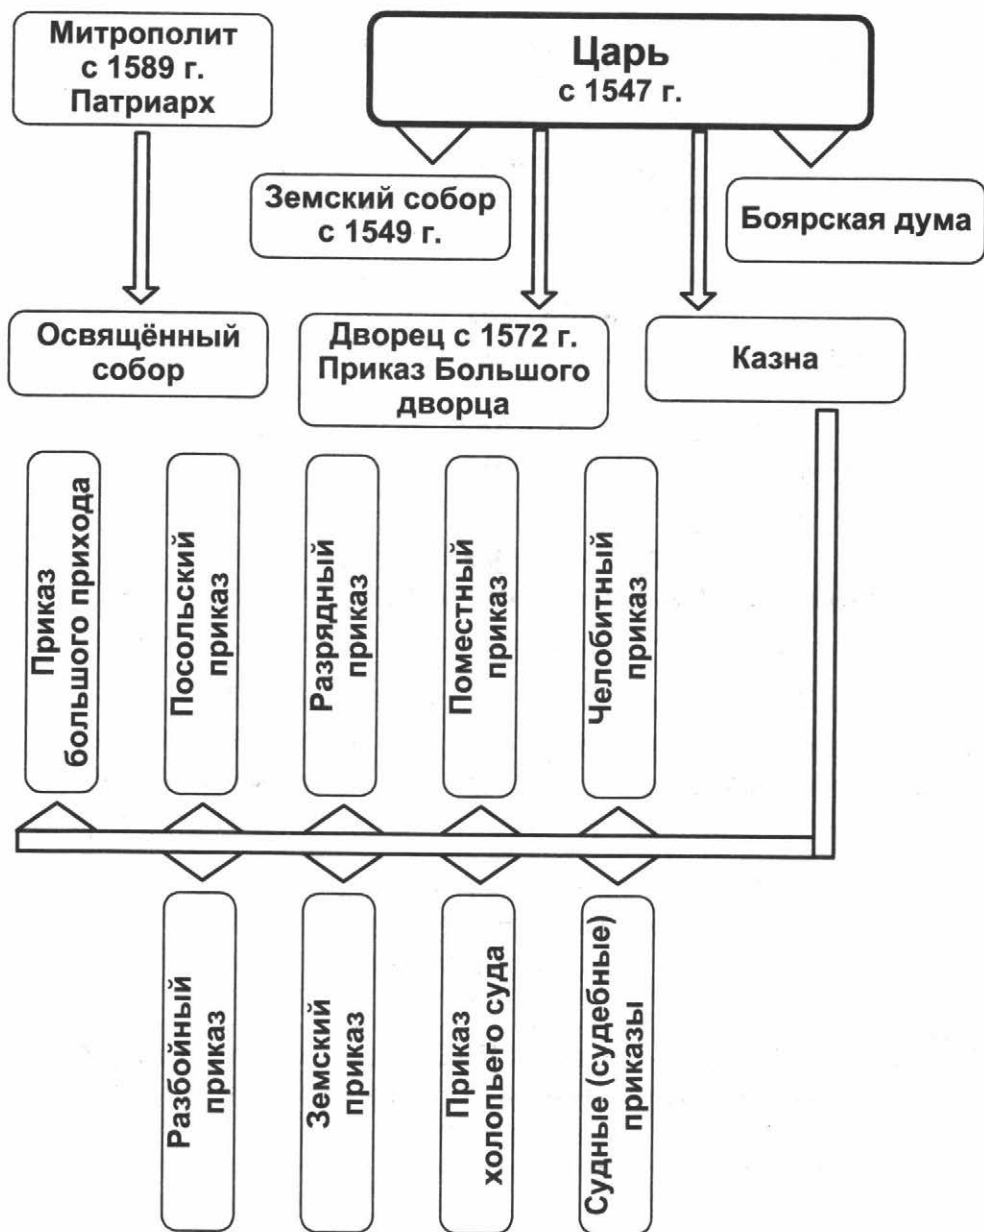 Митрополит
с 1589 г.
Патриарх
Царь
с 1547 г.
Земский собор
с 1549 г.
Боярская дума
Освящённый
собор
Дворец с 1572 г.
Приказ Большого
дворца
Казна
Приказ
большого прихода
Посольский
приказ
Разрядный
приказ
Поместный
приказ
Челобитный
приказ
Разбойный
приказ
Земский
приказ
Приказ
холопьего суда
Судные (судебные)
приказы